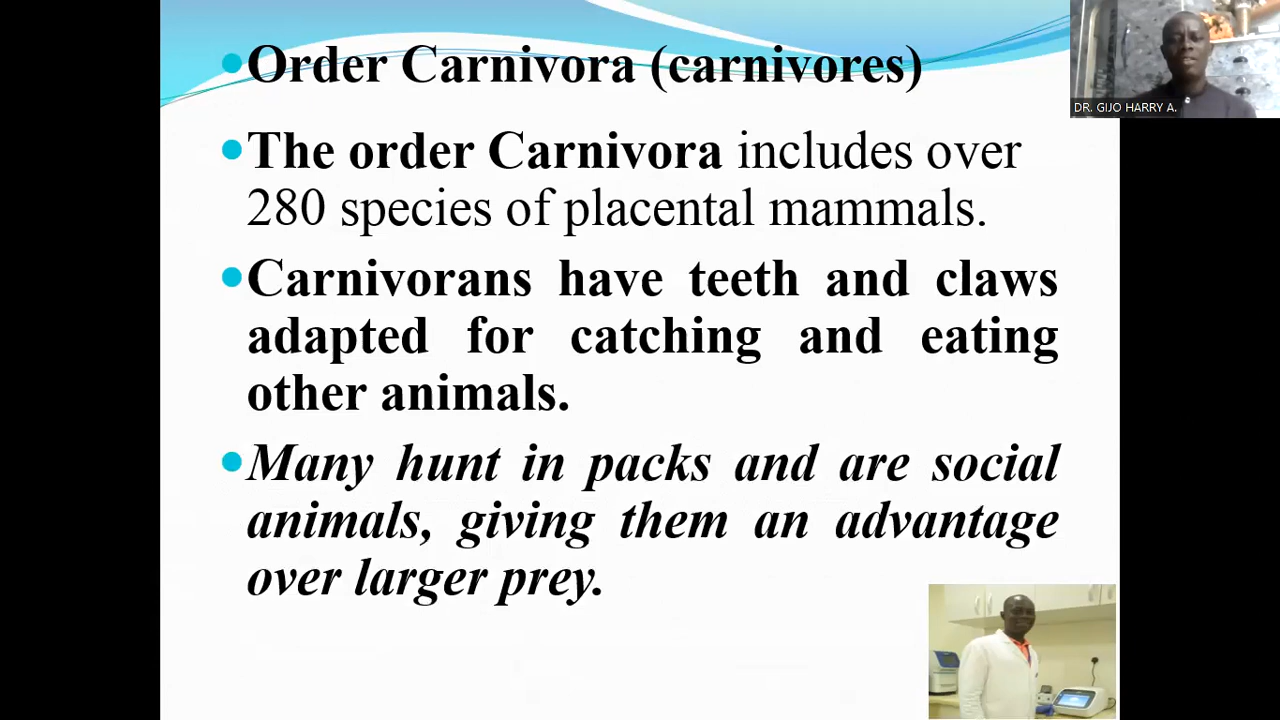 Order Carnivora (carnivores)
DR. GIJO HARRY A.
The order Carnivora includes over
280 species of placental mammals.
Carnivorans have teeth and claws
adapted for catching and eating
other animals.
Many hunt in packs and are social
animals, giving them an advantage
over larger prey.